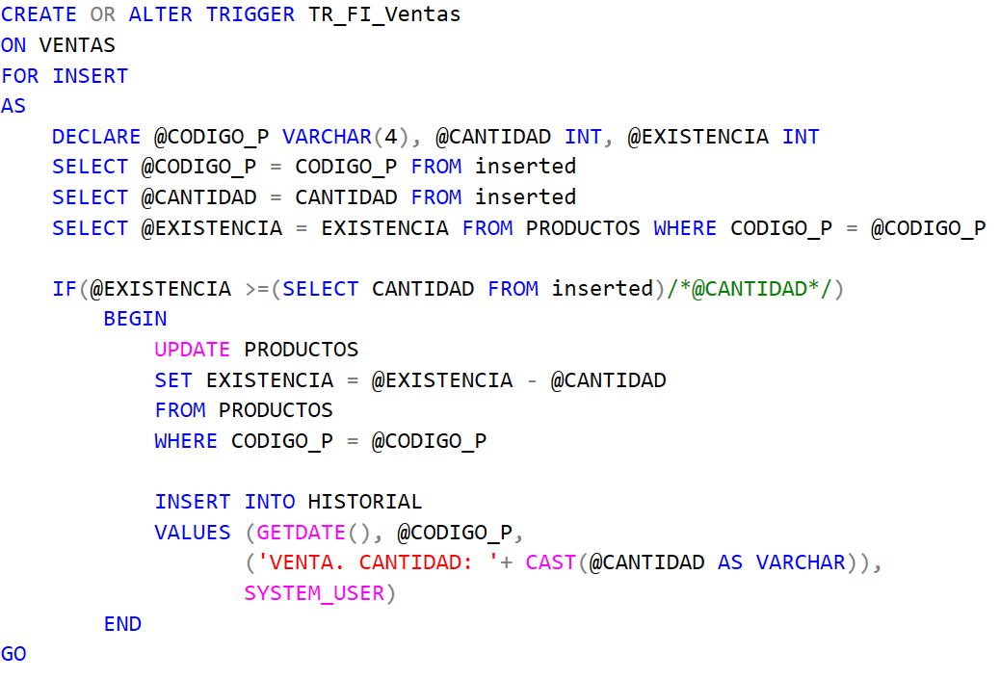 CREATE OR ALTER TRIGGER TR_FI_Ventas
ON VENTAS
FOR INSERT
AS
DECLARE @CODIGO_P VARCHAR(4), @CANTIDAD INT, @EXISTENCIA INT
SELECT @CODIGO_P = CODIGO_P FROM inserted
SELECT @CANTIDAD = CANTIDAD FROM inserted
SELECT @EXISTENCIA = EXISTENCIA FROM PRODUCTOS WHERE CODIGO_P = @CODIGO_P
IF(@EXISTENCIA >=(SELECT CANTIDAD FROM inserted)/*@CANTIDAD*/)
BEGIN
UPDATE PRODUCTOS
SET EXISTENCIA = @EXISTENCIA - @CANTIDAD
FROM PRODUCTOS
WHERE CODIGO_P = @CODIGO_P
INSERT INTO HISTORIAL
VALUES (GETDATE(), @CODIGO_P,
('VENTA. CANTIDAD: '+ CAST(@CANTIDAD AS VARCHAR)),
SYSTEM_USER)
END
GO